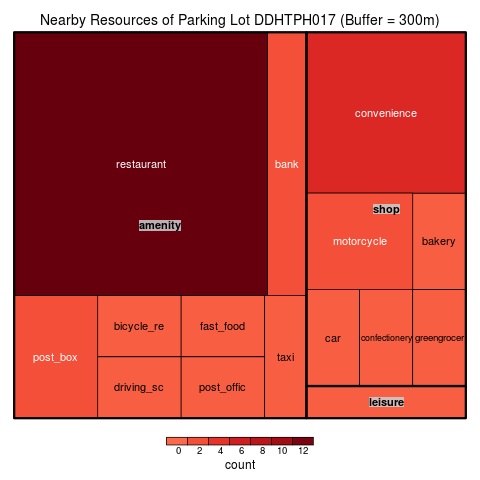 Nearby Resources of Parking Lot DDHTPH017 (Buffer = 300m)
restaurant
bank
amenity
convenience
shop
motorcycle
bakery
post_box
bicycle_re
fast_food
driving_sc
post_offic
taxi
car
confectionery
greengrocer
leisure
0 2 4 6 8 10 12
count